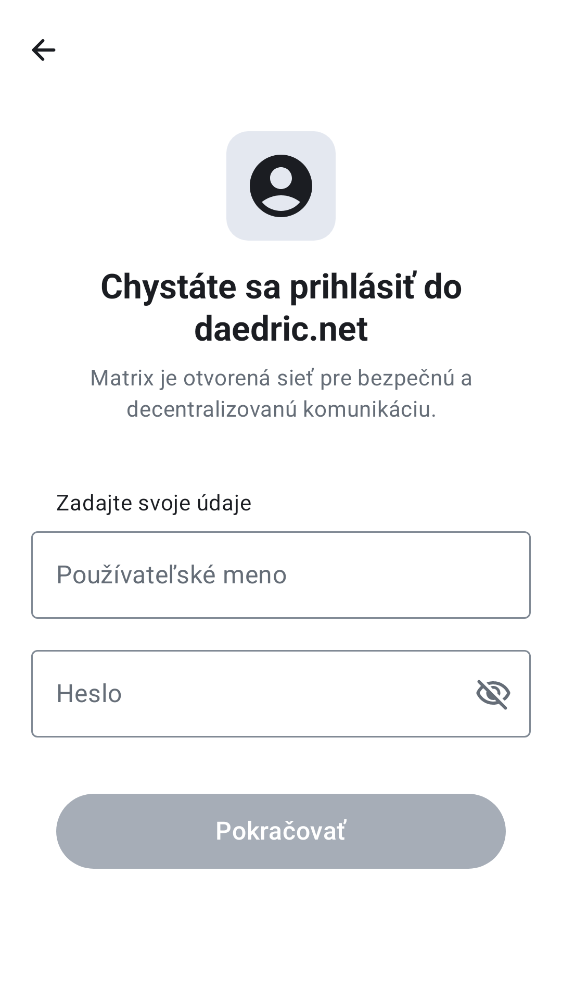 Chystáte sa prihlásiť do
daedric.net
Matrix je otvorená sieť pre bezpečnú a
decentralizovanú komunikáciu.
Zadajte svoje údaje
Používateľské meno
Heslo
Pokračovať